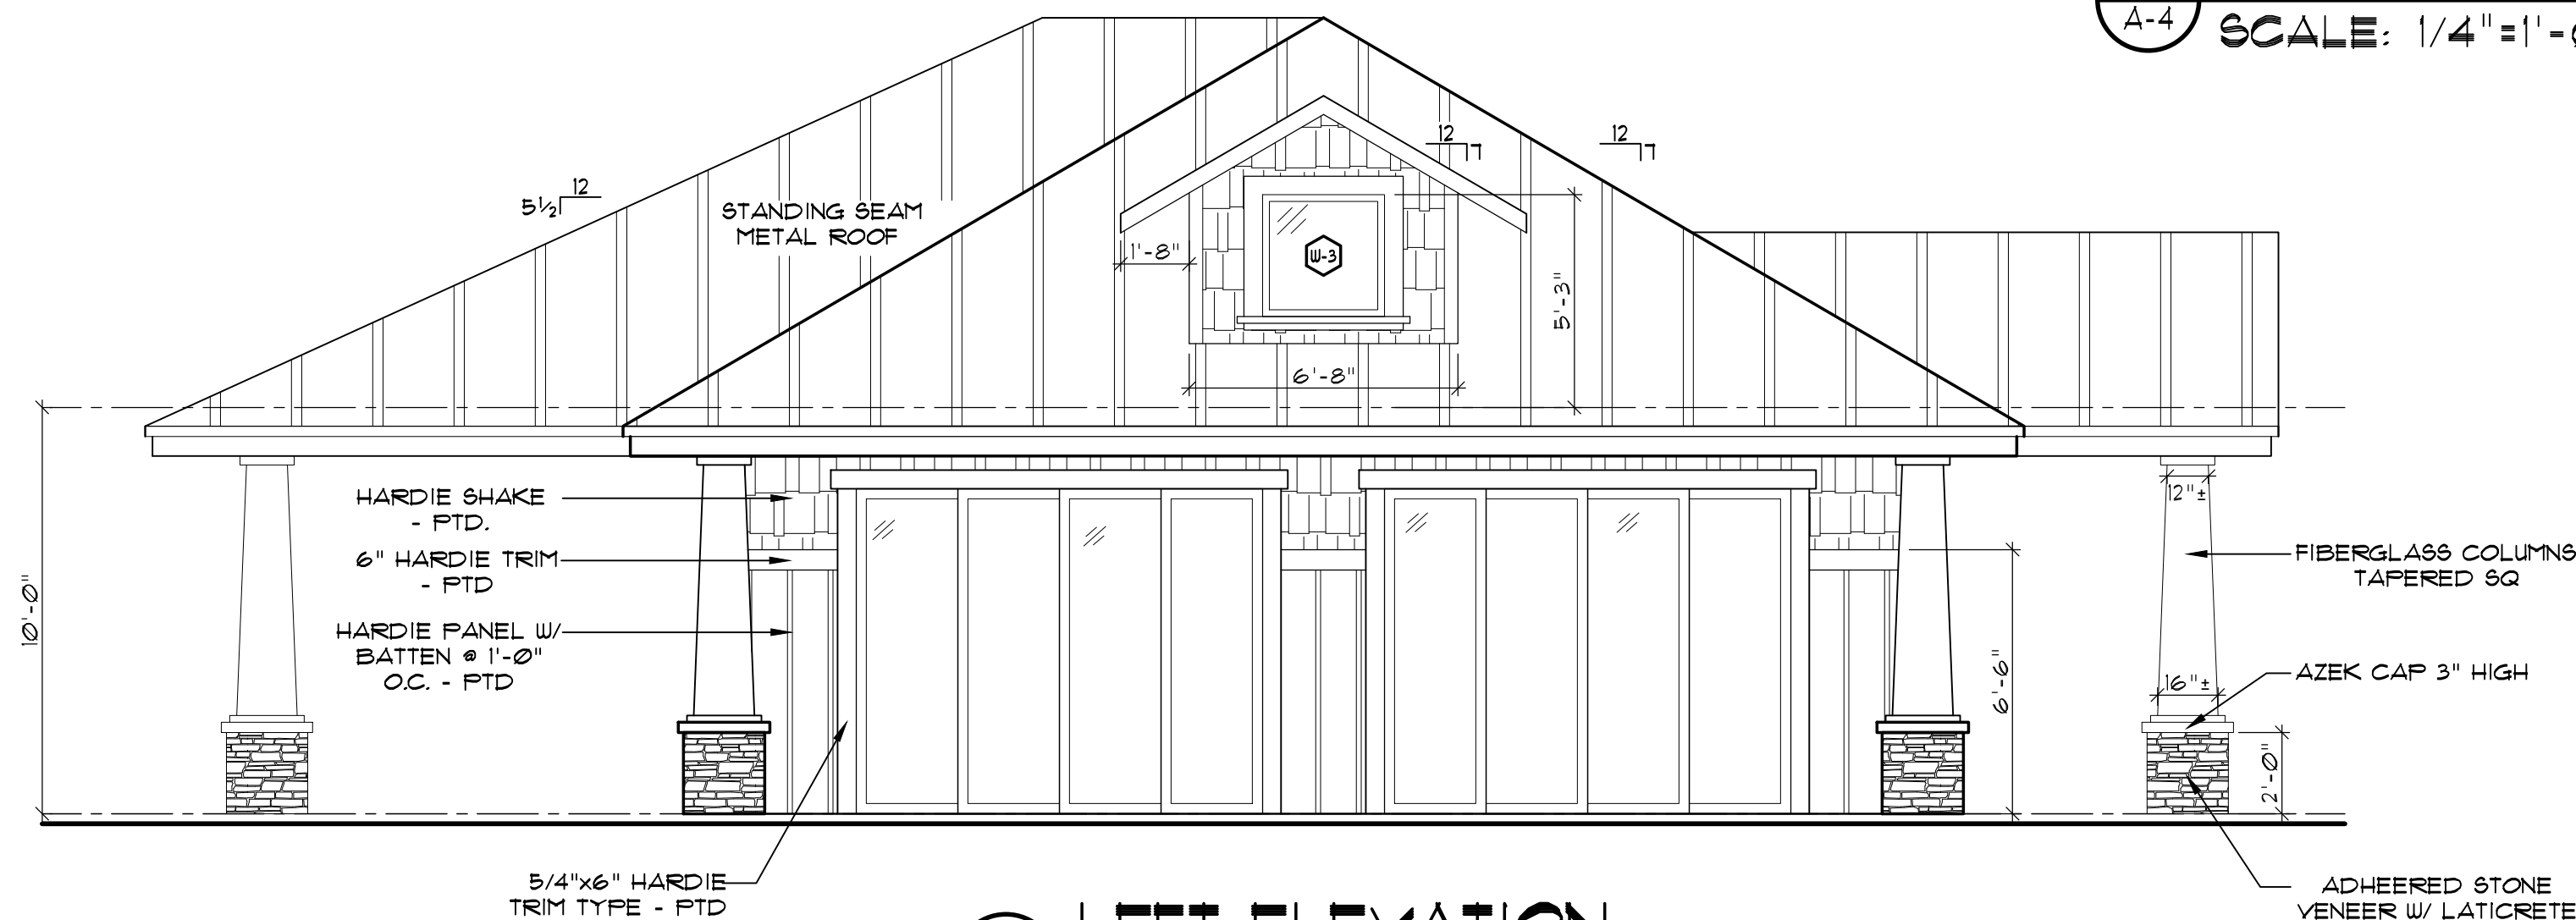 A-4
SCALE: 1/4"=1'-0
12
7
12
7
12
5½
STANDING SEAM
METAL ROOF
1'-8"
W-3
5'-3"
6'-8"
HARDIE SHAKE
- PTD.
12"±
6" HARDIE TRIM
- PTD
FIBERGLASS COLUMNS
TAPERED SQ
10'-0"
HARDIE PANEL W/
BATTEN @ 1'-0"
O.C. - PTD
6'-6"
16"±
AZEK CAP 3" HIGH
2'-0"
5/4"x6" HARDIE
TRIM TYPE - PTD
ADHEERED STONE
VENEER W/ LATICRETE
LEFT ELEVATION